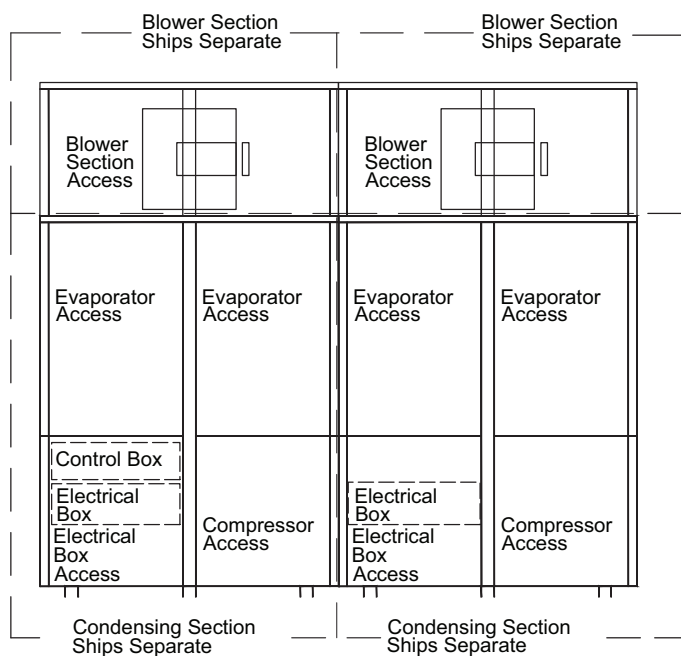 Blower Section
Ships Separate
Blower Section
Ships Separate
Blower
Section
Access
Blower
Section
Access
Evaporator
Access
Evaporator
Access
Evaporator
Access
Evaporator
Access
Control Box
Electrical
Box
Electrical
Box
Access
Compressor
Access
Electrical
Box
Electrical
Box
Access
Compressor
Access
Condensing Section
Ships Separate
Condensing Section
Ships Separate